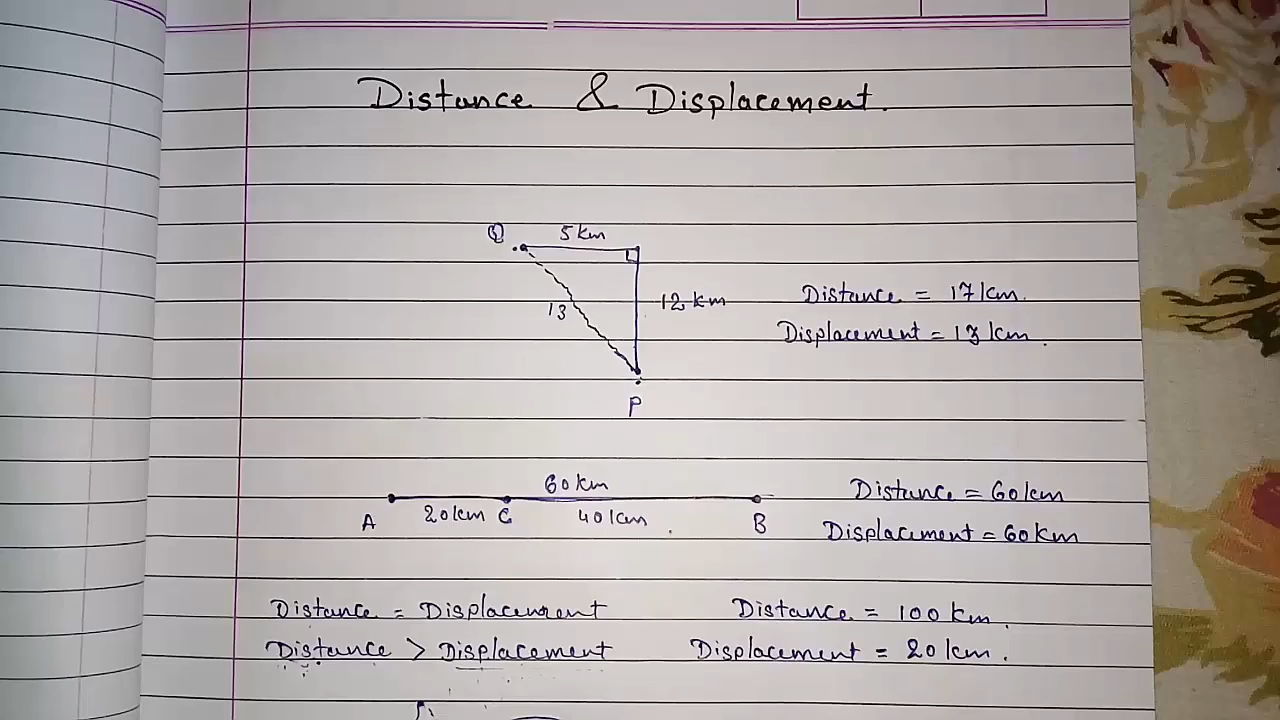 Distance & Displacement.
Q 5 km
13 12 km
Distance = 17 km.
Displacement = 13 km.
P
60 km
A 20 km C 40 km B
Distance = 60 km
Displacement = 60 km
Distance = Displacement
Distance > Displacement
Distance = 100 km.
Displacement = 20 km.